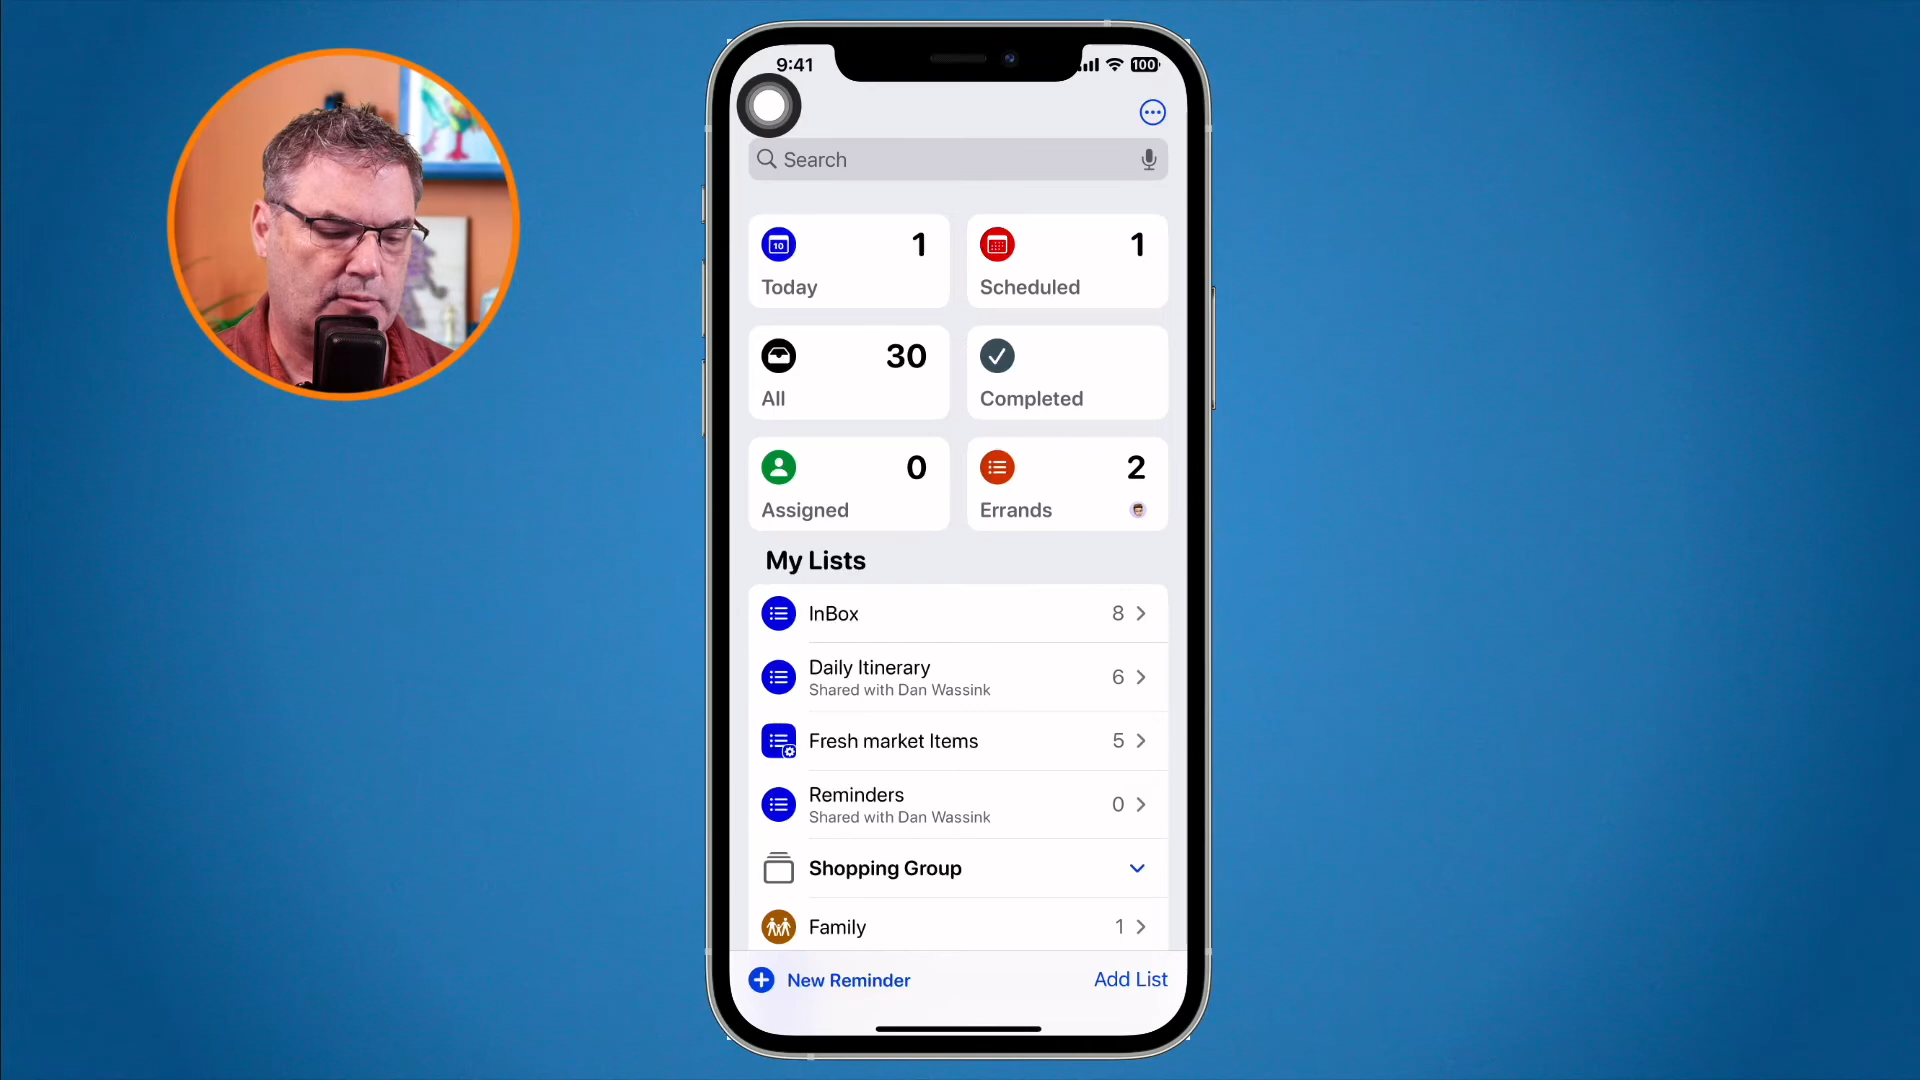 9:41
100
Search
10
1
Today
1
Scheduled
30
All
Completed
0
Assigned
2
Errands
My Lists
InBox
8
Daily Itinerary
6
Shared with Dan Wassink
Fresh market Items
5
Reminders
0
Shared with Dan Wassink
Shopping Group
Family
1
New Reminder
Add List